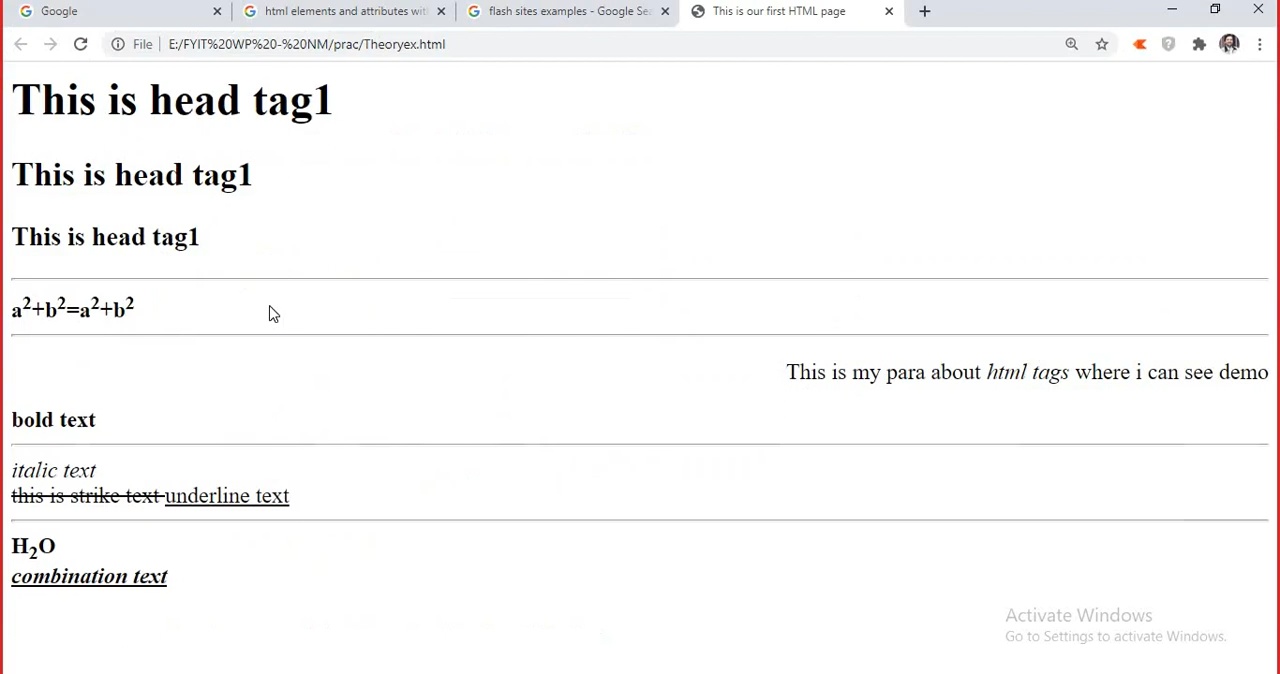 Google
html elements and attributes wit
flash sites examples - Google Sea
This is our first HTML page
File
E:/FYIT%20WP%20-%20NM/prac/Theoryex.html
This is head tag1
This is head tag1
This is head tag1
a²+b²=a²+b²
This is my para about html tags where i can see demo
bold text
italic text
this is strike text underline text
H₂O
combination text
Activate Windows
Go to Settings to activate Windows.